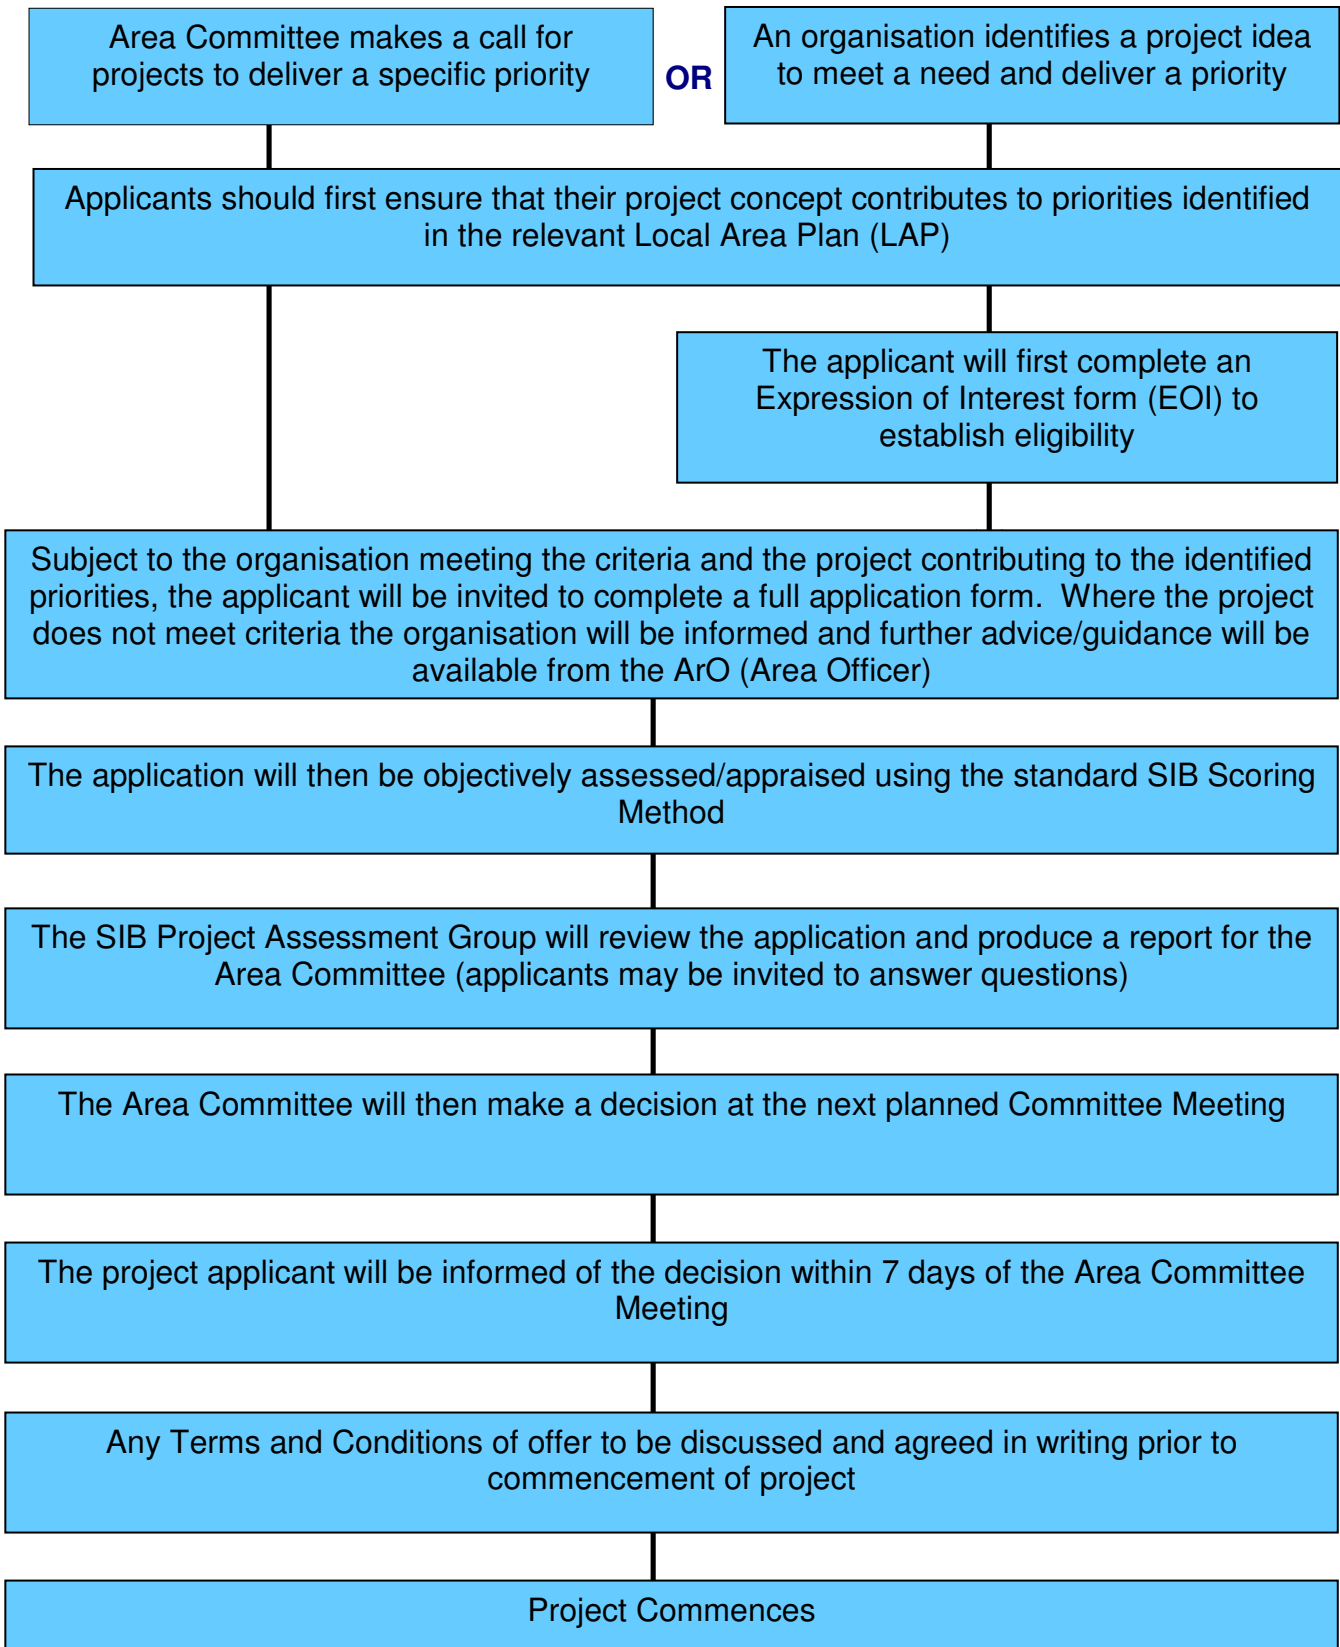 Area Committee makes a call for
projects to deliver a specific priority
OR
An organisation identifies a project idea
to meet a need and deliver a priority
Applicants should first ensure that their project concept contributes to priorities identified
in the relevant Local Area Plan (LAP)
The applicant will first complete an
Expression of Interest form (EOI) to
establish eligibility
Subject to the organisation meeting the criteria and the project contributing to the identified
priorities, the applicant will be invited to complete a full application form.  Where the project
does not meet criteria the organisation will be informed and further advice/guidance will be
available from the ArO (Area Officer)
The application will then be objectively assessed/appraised using the standard SIB Scoring
Method
The SIB Project Assessment Group will review the application and produce a report for the
Area Committee (applicants may be invited to answer questions)
The Area Committee will then make a decision at the next planned Committee Meeting
The project applicant will be informed of the decision within 7 days of the Area Committee
Meeting
Any Terms and Conditions of offer to be discussed and agreed in writing prior to
commencement of project
Project Commences